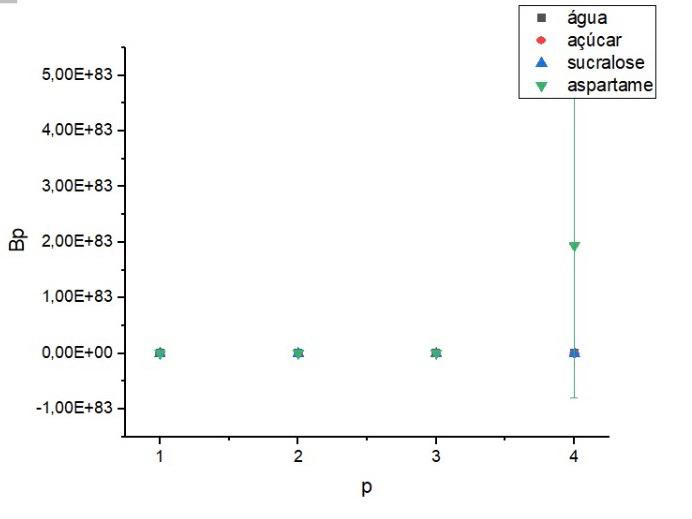 água
açúcar
sucralose
aspartame
5,00E+83
4,00E+83
3,00E+83
2,00E+83
1,00E+83
0,00E+00
-1,00E+83
Bp
1 2 3 4
p